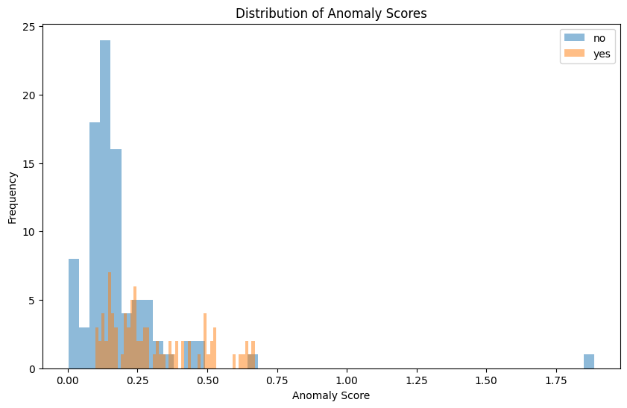 Distribution of Anomaly Scores
25
20
15
10
5
0
Frequency
no
yes
0.00 0.25 0.50 0.75 1.00 1.25 1.50 1.75
Anomaly Score